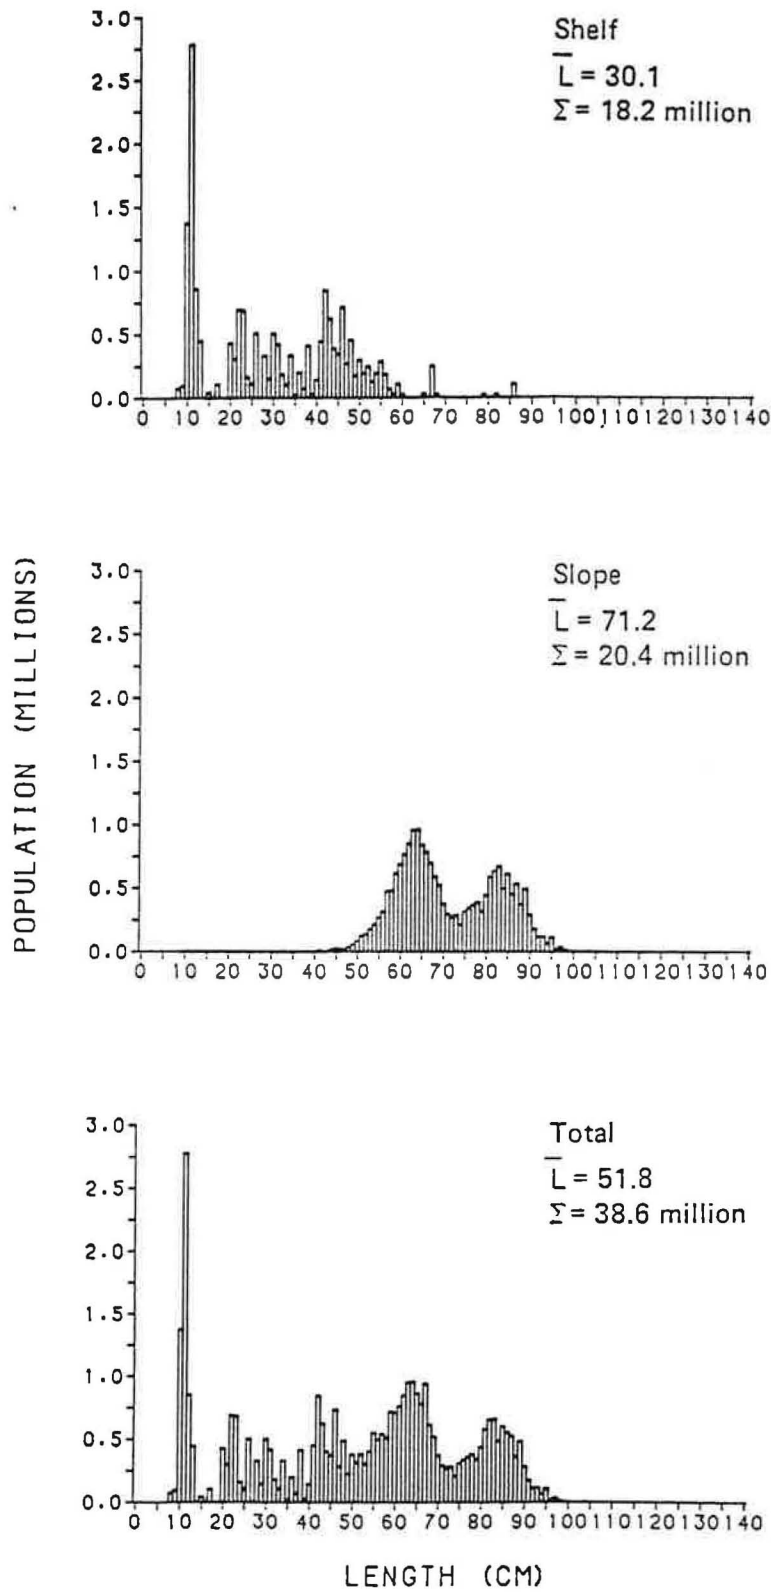 3.0
2.5
2.0
1.5
1.0
0.5
0.0
Shelf
L = 30.1
Σ = 18.2 million
0 10 20 30 40 50 60 70 80 90 100 110 120 130 140
POPULATION (MILLIONS)
3.0
2.5
2.0
1.5
1.0
0.5
0.0
Slope
L = 71.2
Σ = 20.4 million
0 10 20 30 40 50 60 70 80 90 100 110 120 130 140
3.0
2.5
2.0
1.5
1.0
0.5
0.0
Total
L = 51.8
Σ = 38.6 million
0 10 20 30 40 50 60 70 80 90 100 110 120 130 140
LENGTH (CM)